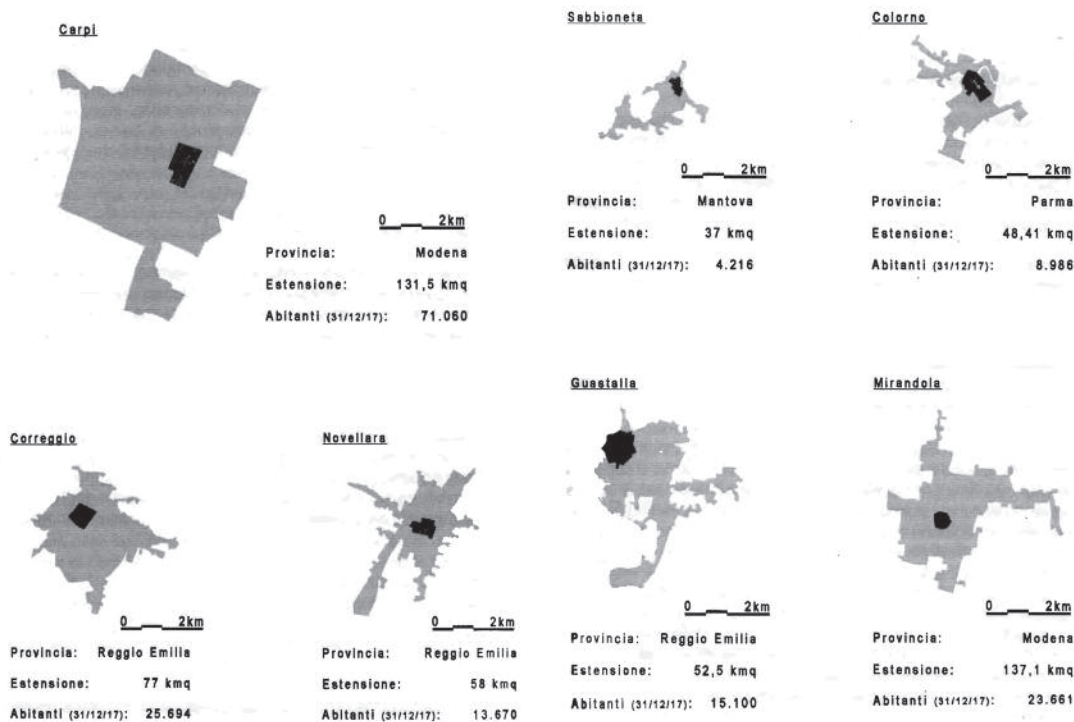 Carpi
0 2km
Provincia: Modena
Estensione: 131,5 kmq
Abitanti (31/12/17): 71.060
Sabbioneta
0 2km
Provincia: Mantova
Estensione: 37 kmq
Abitanti (31/12/17): 4.216
Colorno
0 2km
Provincia: Parma
Estensione: 48,41 kmq
Abitanti (31/12/17): 8.986
Correggio
0 2km
Provincia: Reggio Emilia
Estensione: 77 kmq
Abitanti (31/12/17): 25.694
Novellara
0 2km
Provincia: Reggio Emilia
Estensione: 58 kmq
Abitanti (31/12/17): 13.670
Guastalla
0 2km
Provincia: Reggio Emilia
Estensione: 52,5 kmq
Abitanti (31/12/17): 15.100
Mirandola
0 2km
Provincia: Modena
Estensione: 137,1 kmq
Abitanti (31/12/17): 23.661